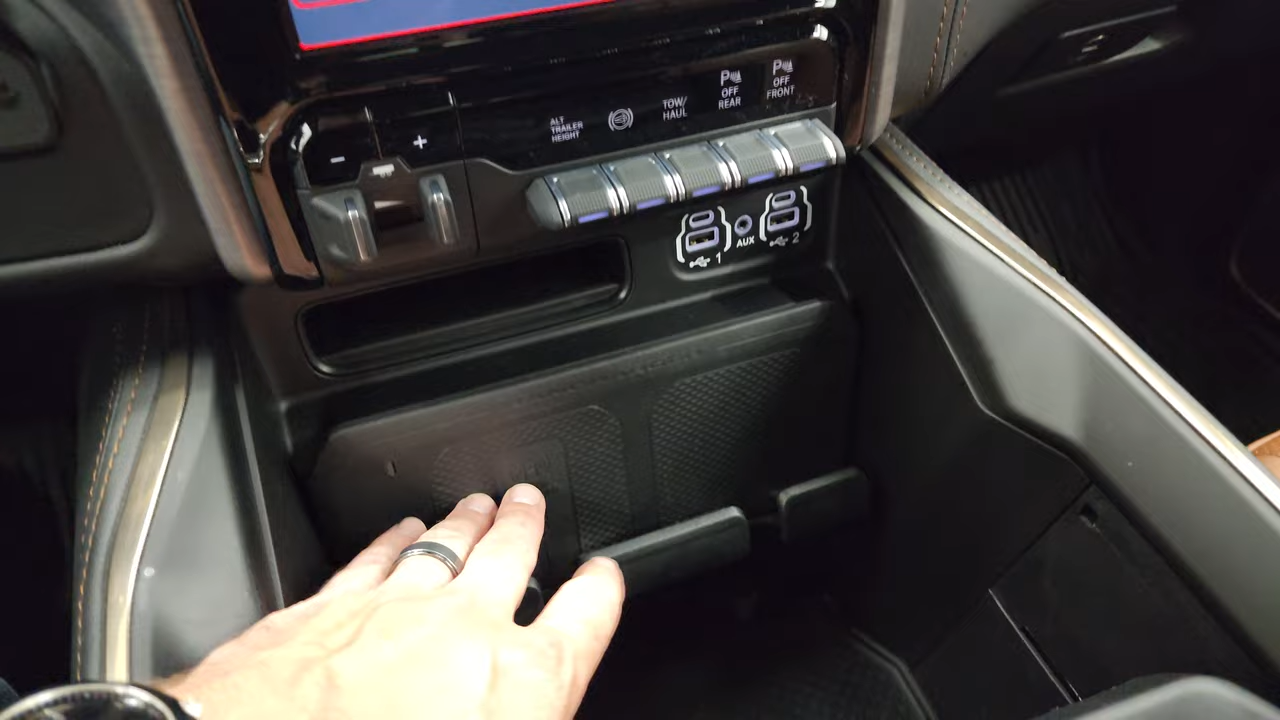 ALT
TRAILER
HEIGHT
TOW/
HAUL
P
OFF
REAR
P
OFF
FRONT
- +
1
AUX
2